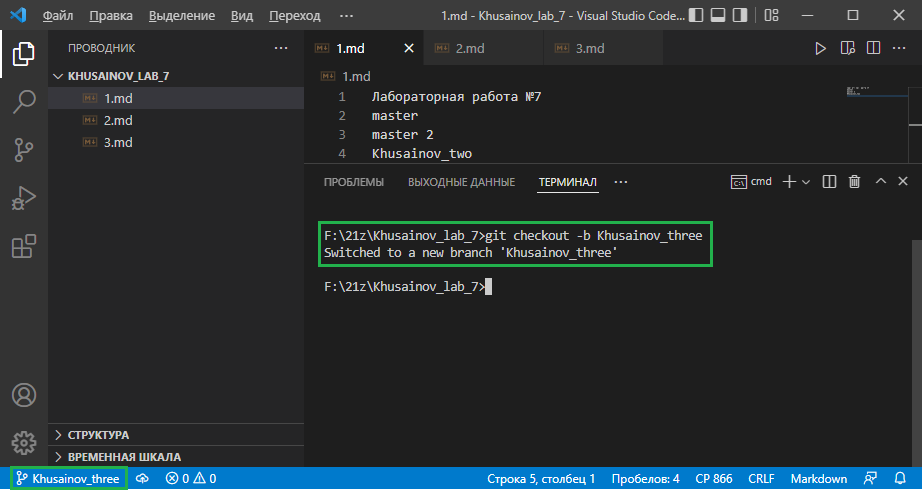 Файл Правка Выделение Вид Переход ··· 1.md - Khusainov_lab_7 - Visual Studio Code...
ПРОВОДНИК ···
KHUSAINOV_LAB_7
1.md
2.md
3.md
СТРУКТУРА
ВРЕМЕННАЯ ШКАЛА
1.md 2.md 3.md ···
1.md
1 Лабораторная работа №7
2 master
3 master 2
4 Khusainov_two
ПРОБЛЕМЫ ВЫХОДНЫЕ ДАННЫЕ ТЕРМИНАЛ ··· cmd
F:\21z\Khusainov_lab_7>git checkout -b Khusainov_three
Switched to a new branch 'Khusainov_three'
F:\21z\Khusainov_lab_7>
Khusainov_three 0 0 Строка 5, столбец 1 Пробелов: 4 CP 866 CRLF Markdown